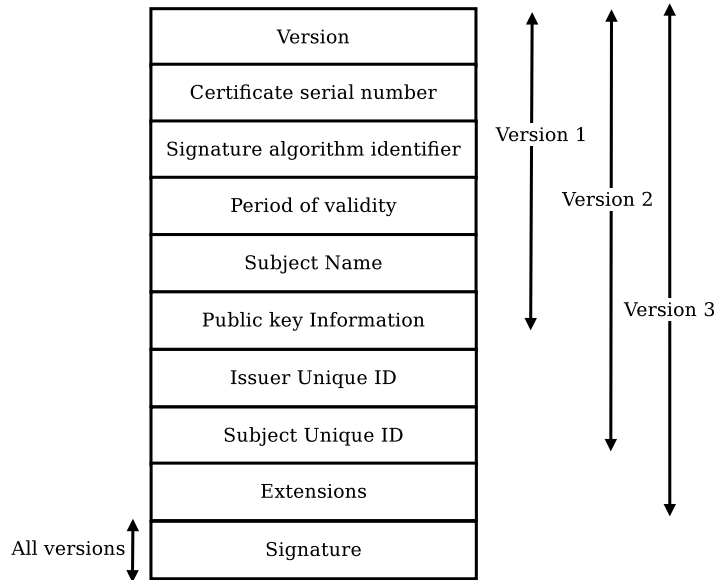 Version
Certificate serial number
Signature algorithm identifier
Period of validity
Subject Name
Public key Information
Issuer Unique ID
Subject Unique ID
Extensions
Signature
Version 1
Version 2
Version 3
All versions